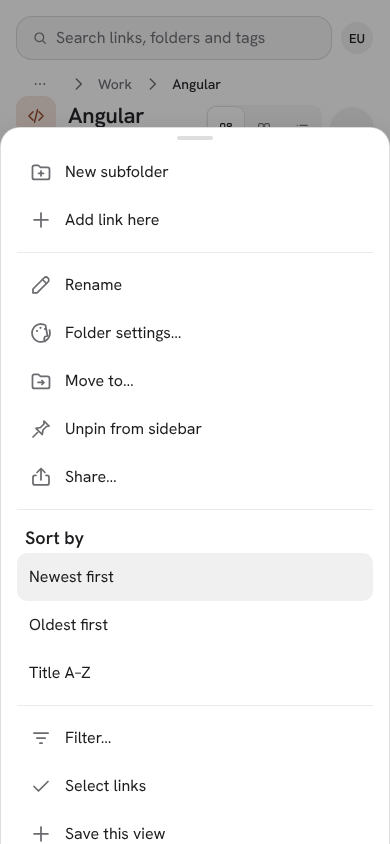 Search links, folders and tags
EU
... > Work > Angular
Angular
New subfolder
Add link here
Rename
Folder settings...
Move to...
Unpin from sidebar
Share...
Sort by
Newest first
Oldest first
Title A–Z
Filter...
Select links
Save this view